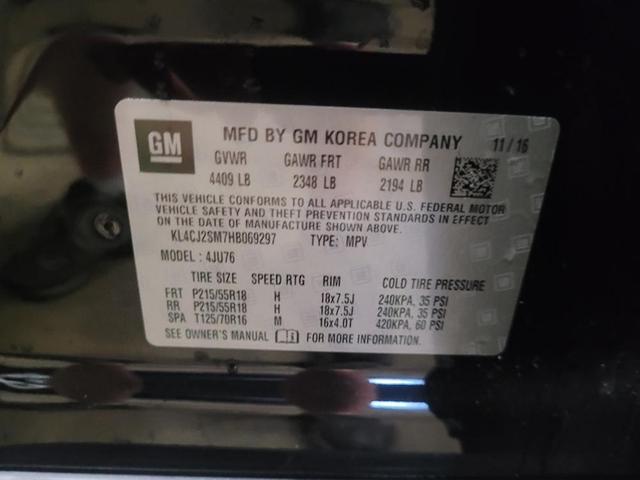 GM
MFD BY GM KOREA COMPANY 11/16
GVWR GAWR FRT GAWR RR
4409 LB 2348 LB 2194 LB
THIS VEHICLE CONFORMS TO ALL APPLICABLE U.S. FEDERAL MOTOR
VEHICLE SAFETY AND THEFT PREVENTION STANDARDS IN EFFECT
ON THE DATE OF MANUFACTURE SHOWN ABOVE.
KL4CJ2SM7HB069297 TYPE: MPV
MODEL: 4JU76
TIRE SIZE SPEED RTG RIM COLD TIRE PRESSURE
FRT P215/55R18 H 18x7.5J 240KPA, 35 PSI
RR P215/55R18 H 18x7.5J 240KPA, 35 PSI
SPA T125/70R16 M 16x4.0T 420KPA, 60 PSI
SEE OWNER'S MANUAL FOR MORE INFORMATION.